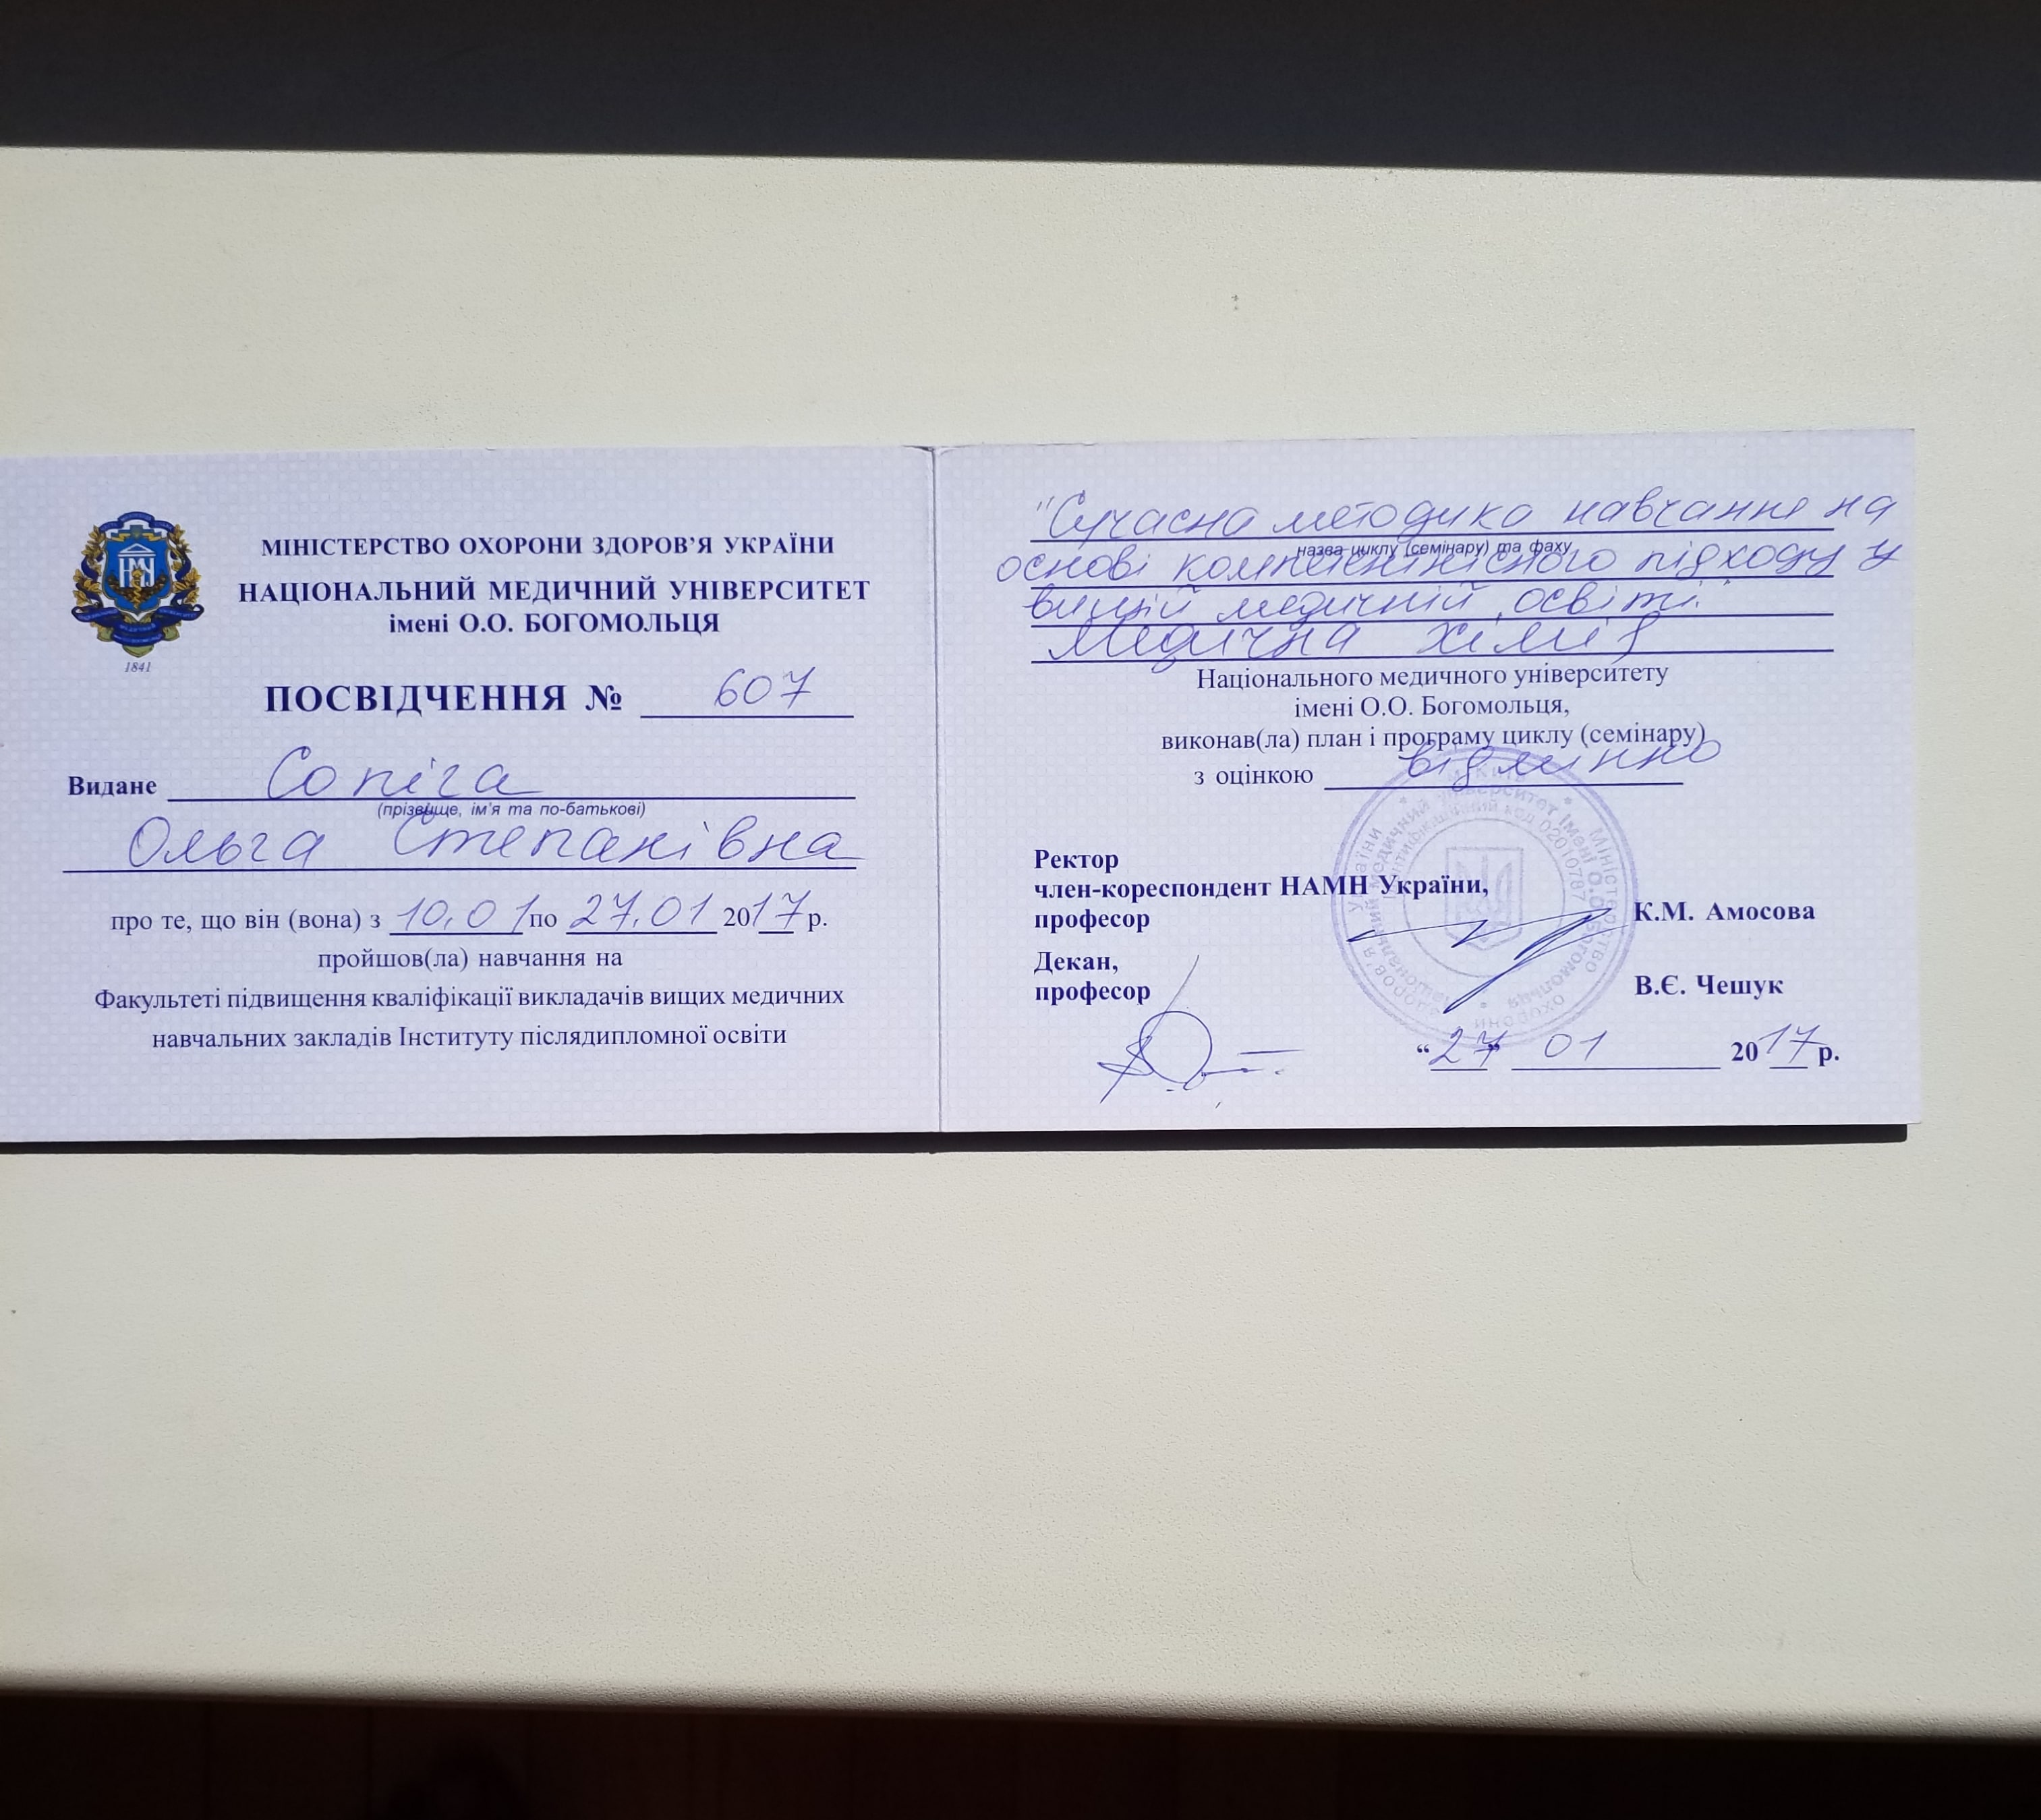 МІНІСТЕРСТВО ОХОРОНИ ЗДОРОВ'Я УКРАЇНИ
НАЦІОНАЛЬНИЙ МЕДИЧНИЙ УНІВЕРСИТЕТ
імені О.О. БОГОМОЛЬЦЯ
1841
ПОСВІДЧЕННЯ № 607
Видане Сопіга
(прізвище, ім'я та по-батькові)
Ольга Степанівна
про те, що він (вона) з 10.01 по 27.01 2017 р.
пройшов(ла) навчання на
Факультеті підвищення кваліфікації викладачів вищих медичних
навчальних закладів Інституту післядипломної освіти
"Сучасна методика навчання на
назва циклу (семінару) та фаху
основі підходу у
вищій медичній освіті"
Медична хімія
Національного медичного університету
імені О.О. Богомольця,
виконав(ла) план і програму циклу (семінару)
з оцінкою відмінно
Ректор
член-кореспондент НАМН України,
професор К.М. Амосова
Декан,
професор В.Є. Чешук
“27” 01 2017 р.